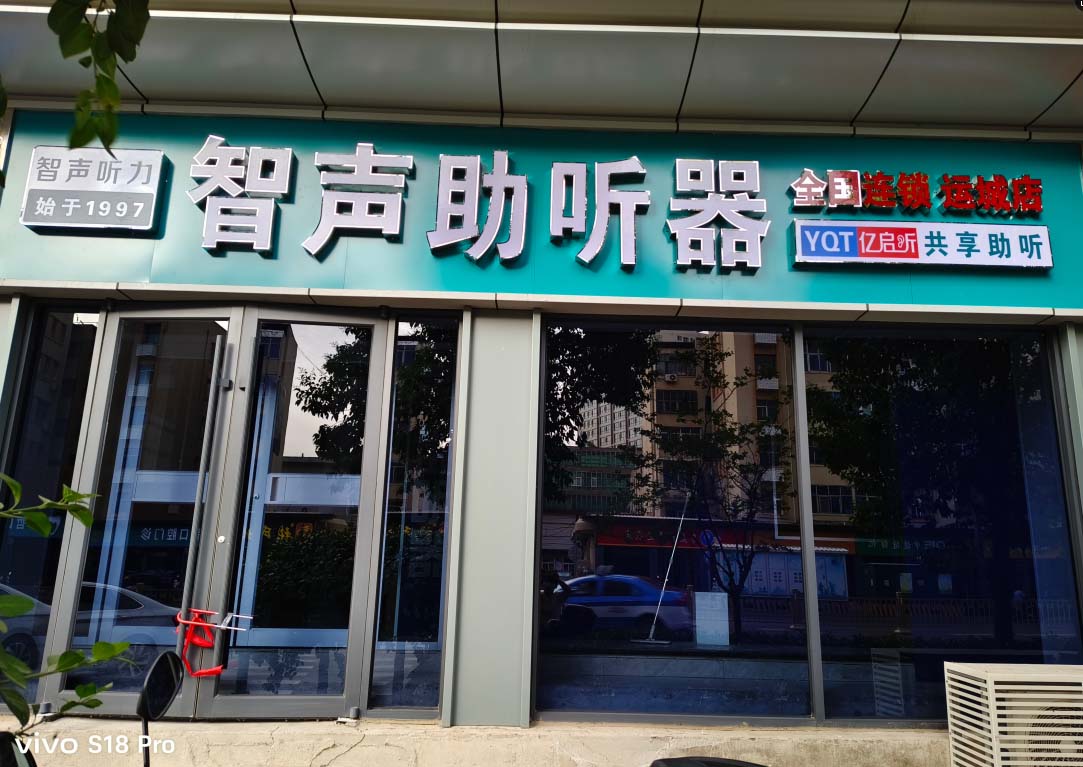 智声听力
始于1997
智声助听器
全国连锁 运城店
YQT 亿启听 共享助听
vivo S18 Pro